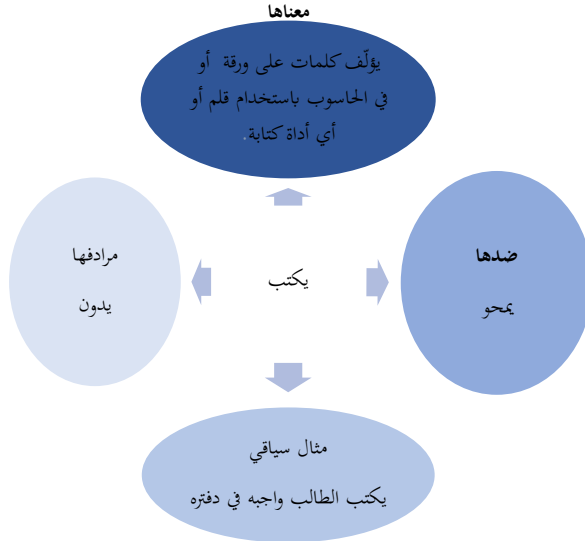 معناها
يؤلّف كلمات على ورقة أو
في الحاسوب باستخدام قلم أو
أي أداة كتابة.
ضدها
يمحو
يكتب
مرادفها
يدون
مثال سياقي
يكتب الطالب واجبه في دفتره